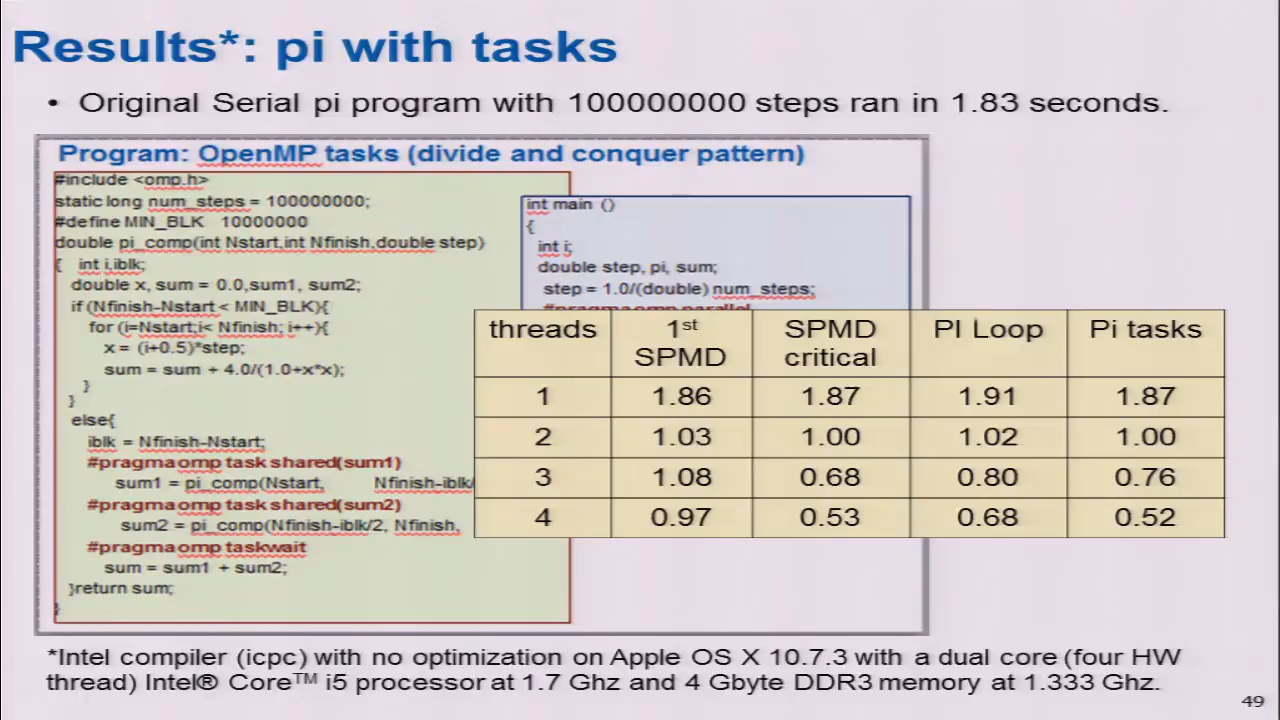 Results*: pi with tasks
• Original Serial pi program with 100000000 steps ran in 1.83 seconds.
Program: OpenMP tasks (divide and conquer pattern)
#include <omp.h>
static long num_steps = 100000000;
#define MIN_BLK 10000000
double pi_comp(int Nstart,int Nfinish,double step)
{ int i,iblk;
double x, sum = 0.0,sum1, sum2;
if (Nfinish-Nstart < MIN_BLK){
for (i=Nstart;i< Nfinish; i++){
x = (i+0.5)*step;
sum = sum + 4.0/(1.0+x*x);
}
}
else{
iblk = Nfinish-Nstart;
#pragma omp task shared(sum1)
sum1 = pi_comp(Nstart, Nfinish-iblk/
#pragma omp task shared(sum2)
sum2 = pi_comp(Nfinish-iblk/2, Nfinish,
#pragma omp taskwait
sum = sum1 + sum2;
}return sum;
}
int main ()
{
int i;
double step, pi, sum;
step = 1.0/(double) num_steps;
#pragma omp parallel
threads 1st SPMD SPMD critical PI Loop Pi tasks
1 1.86 1.87 1.91 1.87
2 1.03 1.00 1.02 1.00
3 1.08 0.68 0.80 0.76
4 0.97 0.53 0.68 0.52
*Intel compiler (icpc) with no optimization on Apple OS X 10.7.3 with a dual core (four HW
thread) Intel® Core™ i5 processor at 1.7 Ghz and 4 Gbyte DDR3 memory at 1.333 Ghz.
49